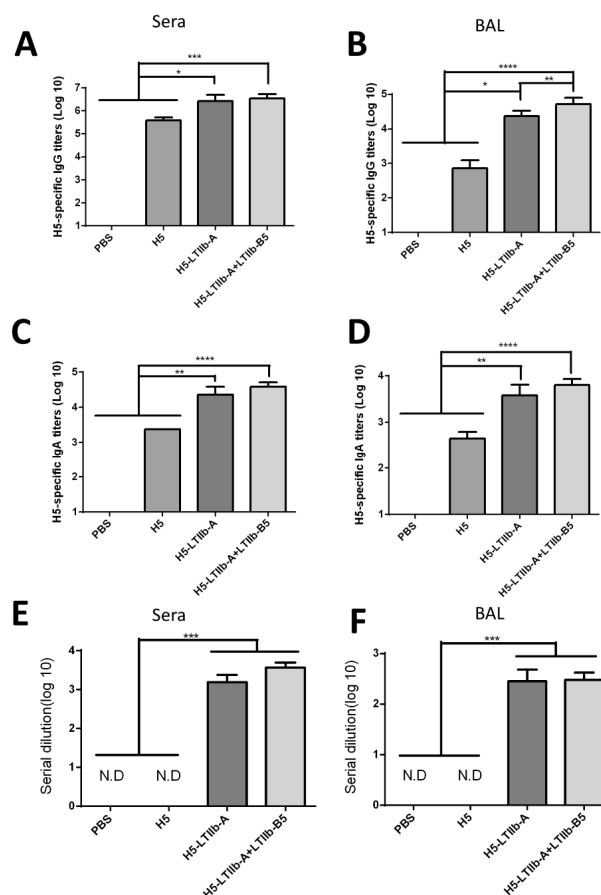 Sera
BAL
A
B
H5-specific IgG titers (Log 10)
7
6
5
4
3
2
1
***
*
PBS
H5
H5-LTIIb-A
H5-LTIIb-A+LTIIb-B5
H5-specific IgG titers (Log 10)
5
4
3
2
1
****
*
**
PBS
H5
H5-LTIIb-A
H5-LTIIb-A+LTIIb-B5
C
D
H5-specific IgA titers (Log 10)
5
4
3
2
1
****
**
PBS
H5
H5-LTIIb-A
H5-LTIIb-A+LTIIb-B5
H5-specific IgA titers (Log 10)
4
3
2
1
****
**
PBS
H5
H5-LTIIb-A
H5-LTIIb-A+LTIIb-B5
Sera
BAL
E
F
Serial dilution(log 10)
4
3
2
1
0
***
N.D
N.D
PBS
H5
H5-LTIIb-A
H5-LTIIb-A+LTIIb-B5
Serial dilution(log 10)
3
2
1
0
***
N.D
N.D
PBS
H5
H5-LTIIb-A
H5-LTIIb-A+LTIIb-B5